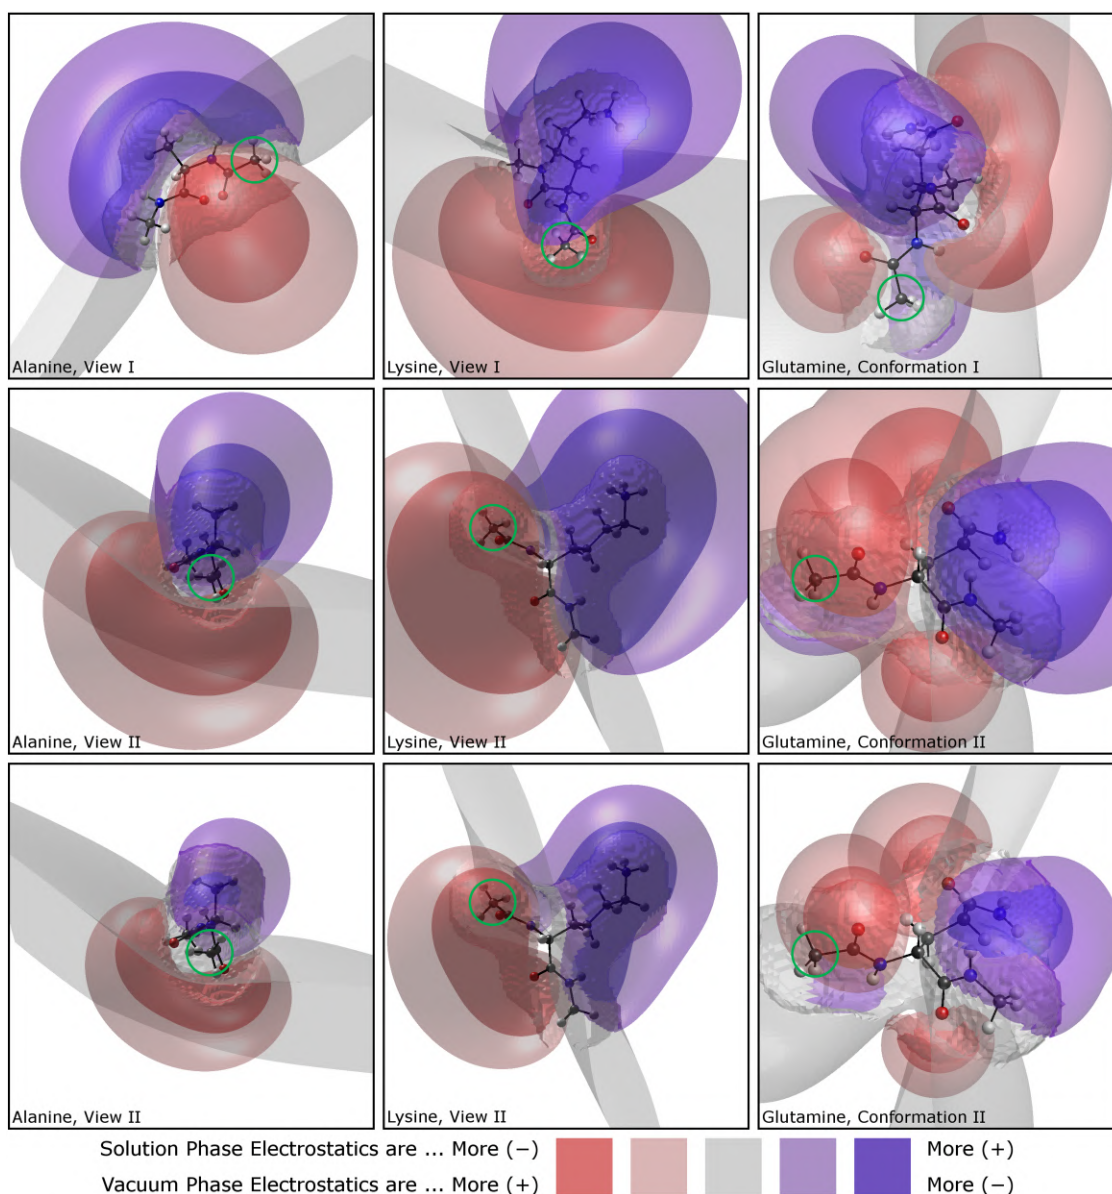 Alanine, View I
Lysine, View I
Glutamine, Conformation I
Alanine, View II
Lysine, View II
Glutamine, Conformation II
Alanine, View II
Lysine, View II
Glutamine, Conformation II
Solution Phase Electrostatics are ... More (−) More (+)
Vacuum Phase Electrostatics are ... More (+) More (−)